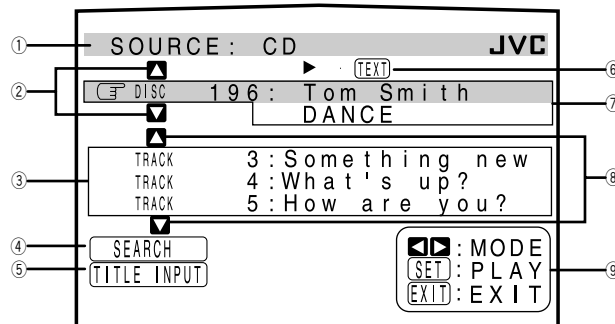 ① SOURCE: CD JVC
② ▲ ► TEXT ⑥
DISC 196: Tom Smith ⑦
▼ DANCE
▲ ⑧
③ TRACK 3:Something new
TRACK 4:What's up?
TRACK 5:How are you?
▼
④ SEARCH ◄►:MODE
⑤ TITLE INPUT SET:PLAY ⑨
EXIT:EXIT